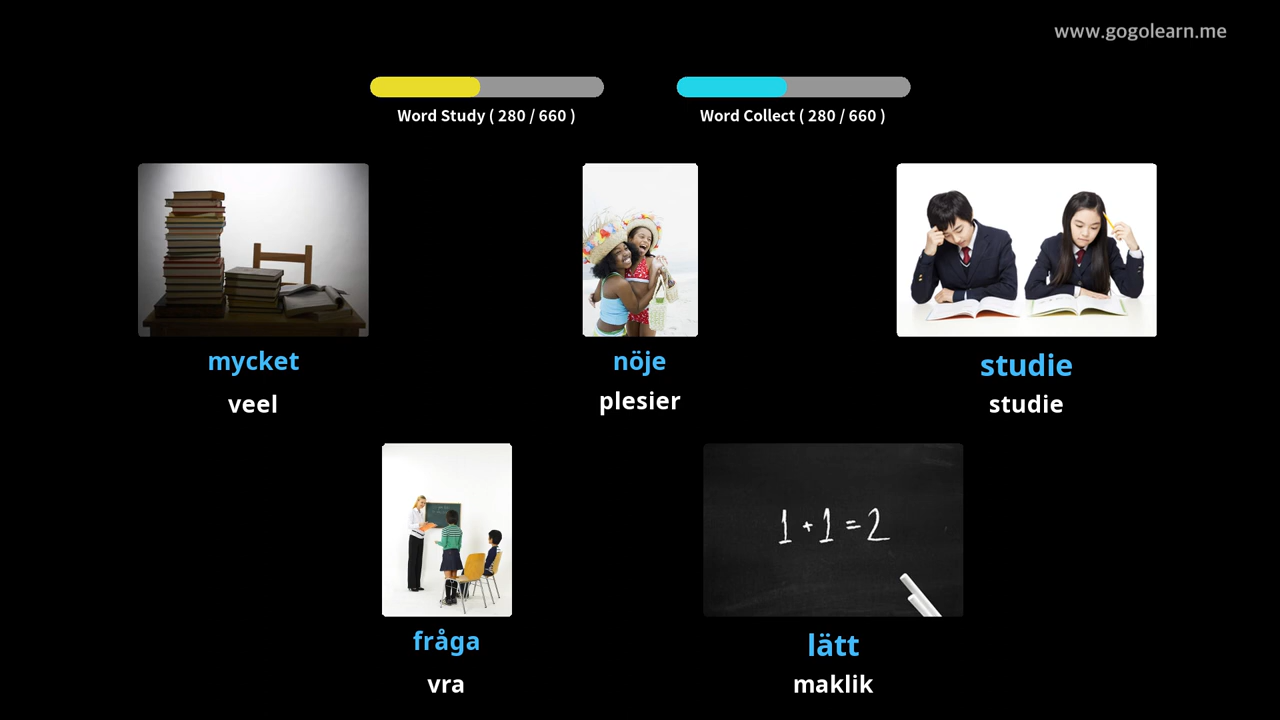 www.gogolearn.me
Word Study ( 280 / 660 )
Word Collect ( 280 / 660 )
mycket
veel
nöje
plesier
studie
studie
fråga
vra
1 + 1 = 2
lätt
maklik